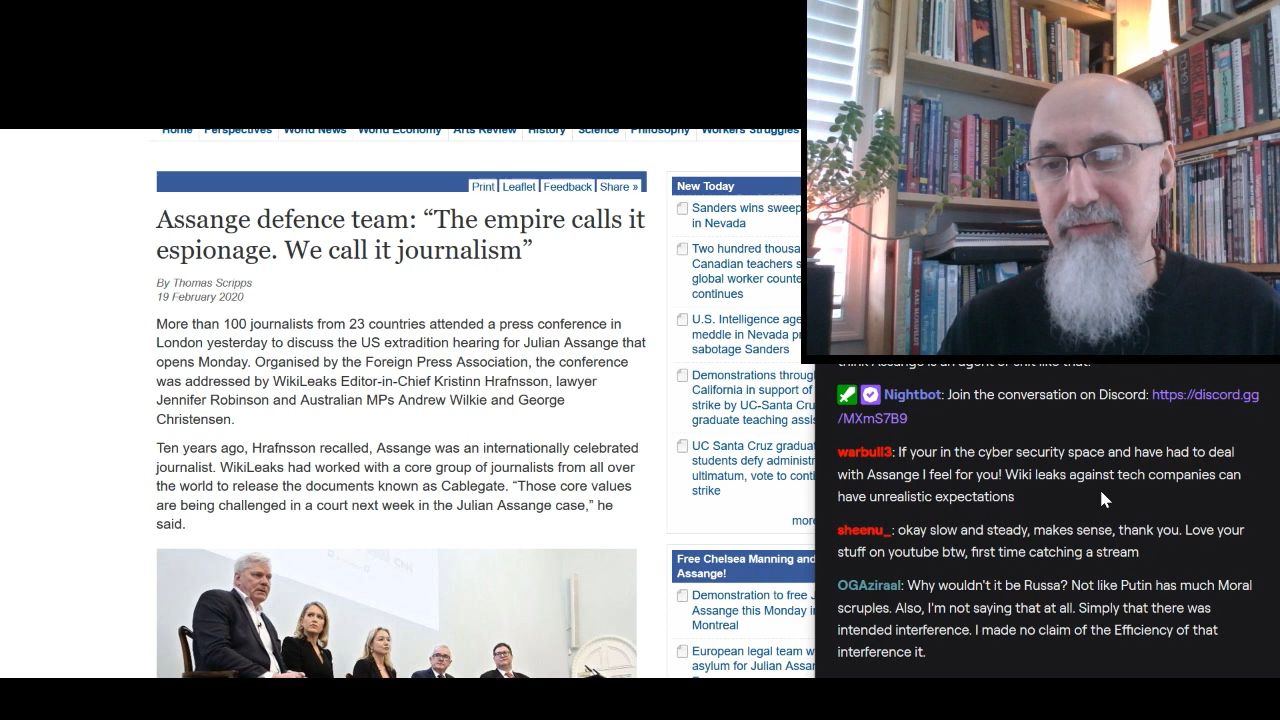 Home Perspectives World News World Economy Arts Review History Science Philosophy Workers Struggles
Print Leaflet Feedback Share »
Assange defence team: “The empire calls it
espionage. We call it journalism”
By Thomas Scripps
19 February 2020
More than 100 journalists from 23 countries attended a press conference in
London yesterday to discuss the US extradition hearing for Julian Assange that
opens Monday. Organised by the Foreign Press Association, the conference
was addressed by WikiLeaks Editor-in-Chief Kristinn Hrafnsson, lawyer
Jennifer Robinson and Australian MPs Andrew Wilkie and George
Christensen.
Ten years ago, Hrafnsson recalled, Assange was an internationally celebrated
journalist. WikiLeaks had worked with a core group of journalists from all over
the world to release the documents known as Cablegate. “Those core values
are being challenged in a court next week in the Julian Assange case,” he
said.
New Today
Sanders wins sweep
in Nevada
Two hundred thousa
Canadian teachers s
global worker counte
continues
U.S. Intelligence age
meddle in Nevada pr
sabotage Sanders
Demonstrations throug
California in support of
strike by UC-Santa Cru
graduate teaching assis
UC Santa Cruz graduat
students defy administr
ultimatum, vote to conti
strike
more
Free Chelsea Manning and
Assange!
Demonstration to free J
Assange this Monday in
Montreal
European legal team w
asylum for Julian Assan
think Assange is an agent or shit like that.
Nightbot: Join the conversation on Discord: https://discord.gg
/MXmS7B9
warbull3: If your in the cyber security space and have had to deal
with Assange I feel for you! Wiki leaks against tech companies can
have unrealistic expectations
sheenu_: okay slow and steady, makes sense, thank you. Love your
stuff on youtube btw, first time catching a stream
OGAziraal: Why wouldn't it be Russa? Not like Putin has much Moral
scruples. Also, I'm not saying that at all. Simply that there was
intended interference. I made no claim of the Efficiency of that
interference it.